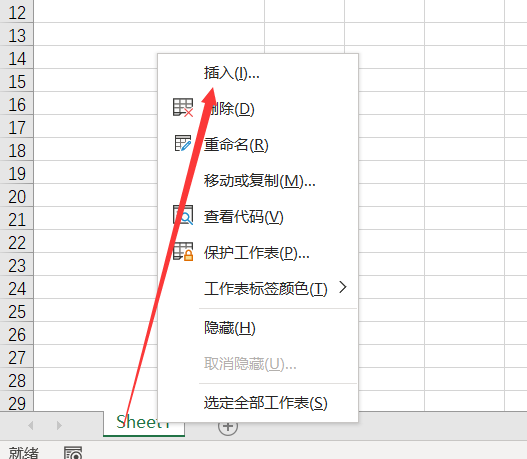 12
13
14
15
16
17
18
19
20
21
22
23
24
25
26
27
28
29
插入(I)...
删除(D)
重命名(R)
移动或复制(M)...
查看代码(V)
保护工作表(P)...
工作表标签颜色(T)
隐藏(H)
取消隐藏(U)...
选定全部工作表(S)
Sheet1
就绪